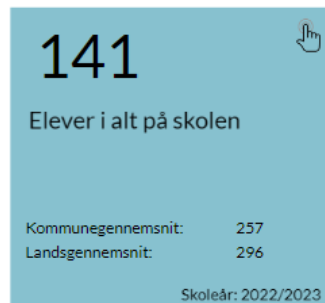 141
Elever i alt på skolen
Kommunegennemsnit: 257
Landsgennemsnit: 296
Skoleår: 2022/2023